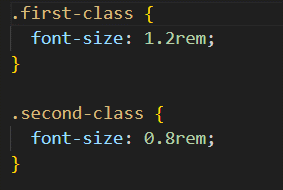 .first-class {
  font-size: 1.2rem;
}

.second-class {
  font-size: 0.8rem;
}